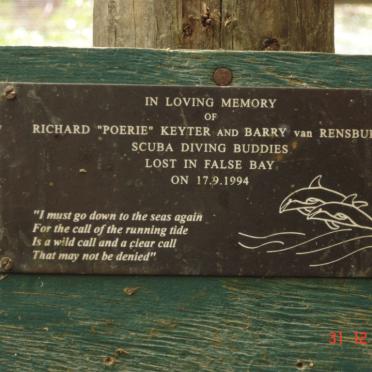 IN LOVING MEMORY
OF
RICHARD "POERIE" KEYTER AND BARRY van RENSBU
SCUBA DIVING BUDDIES
LOST IN FALSE BAY
ON 17.9.1994
"I must go down to the seas again
For the call of the running tide
Is a wild call and a clear call
That may not be denied"
31 12